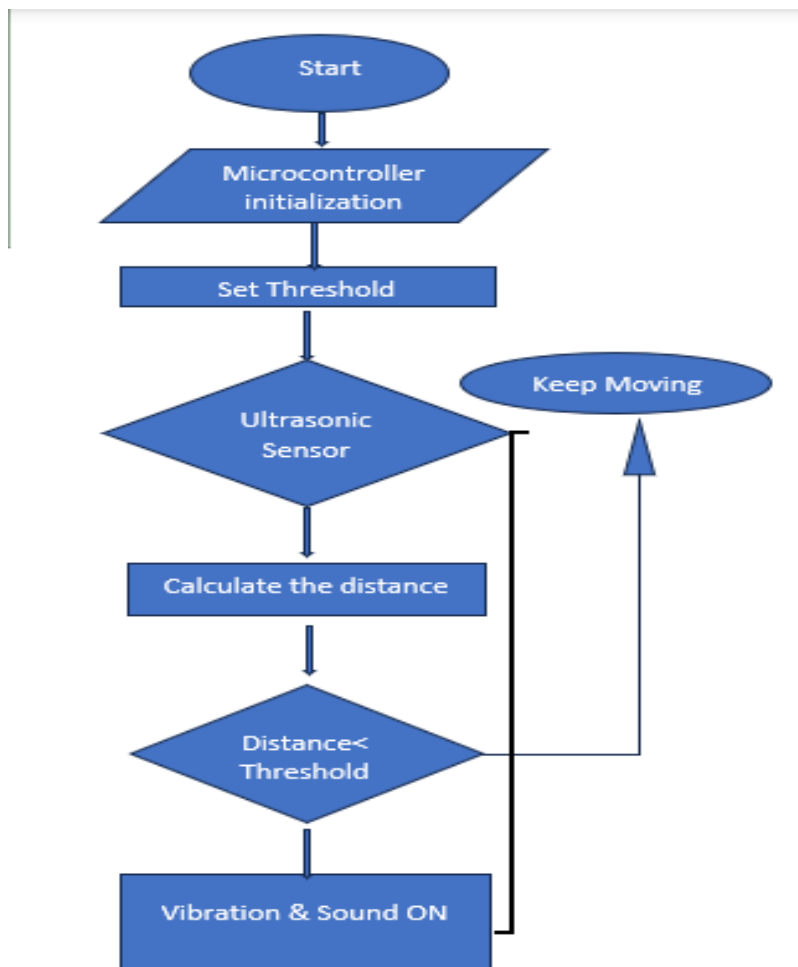 Start
Microcontroller
initialization
Set Threshold
Ultrasonic
Sensor
Keep Moving
Calculate the distance
Distance<
Threshold
Vibration & Sound ON